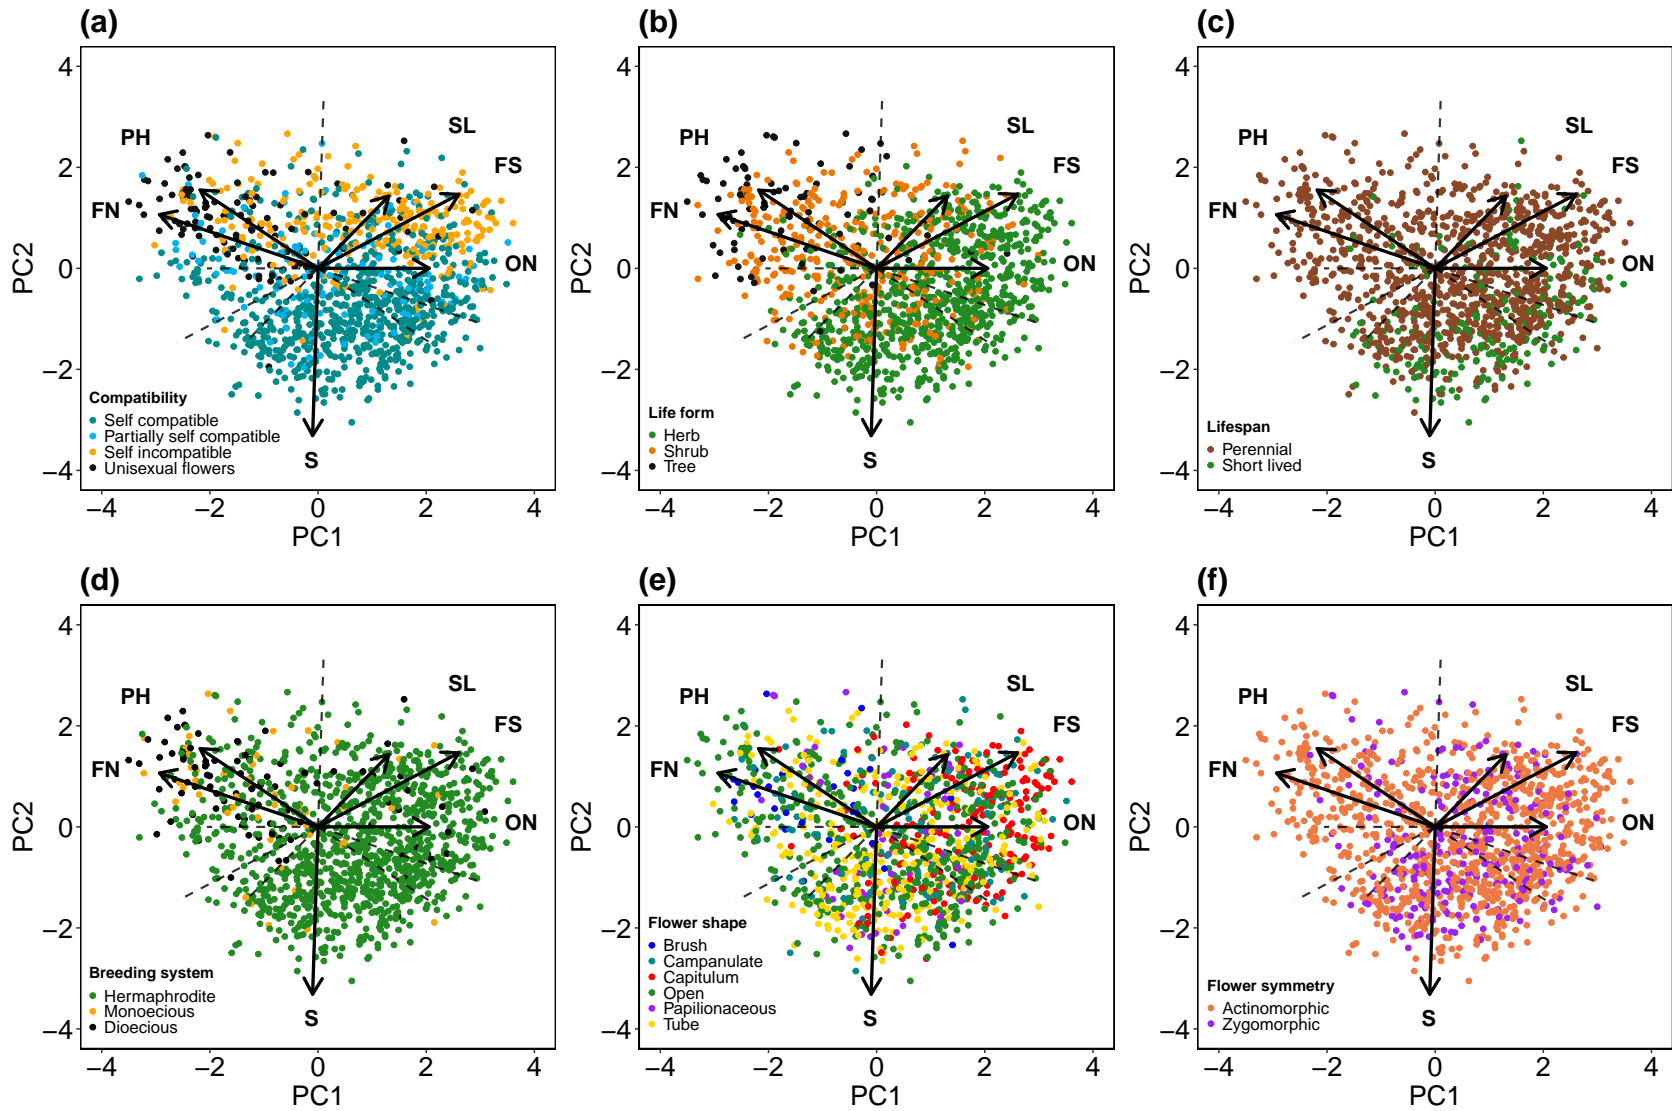 (a)
4
2
0
−2
−4
PC2
PH
SL
FS
FN
ON
S
Compatibility
Self compatible
Partially self compatible
Self incompatible
Unisexual flowers
−4 −2 0 2 4
PC1
(b)
4
2
0
−2
−4
PC2
PH
SL
FS
FN
ON
S
Life form
Herb
Shrub
Tree
−4 −2 0 2 4
PC1
(c)
4
2
0
−2
−4
PC2
PH
SL
FS
FN
ON
S
Lifespan
Perennial
Short lived
−4 −2 0 2 4
PC1
(d)
4
2
0
−2
−4
PC2
PH
SL
FS
FN
ON
S
Breeding system
Hermaphrodite
Monoecious
Dioecious
−4 −2 0 2 4
PC1
(e)
4
2
0
−2
−4
PC2
PH
SL
FS
FN
ON
S
Flower shape
Brush
Campanulate
Capitulum
Open
Papilionaceous
Tube
−4 −2 0 2 4
PC1
(f)
4
2
0
−2
−4
PC2
PH
SL
FS
FN
ON
S
Flower symmetry
Actinomorphic
Zygomorphic
−4 −2 0 2 4
PC1